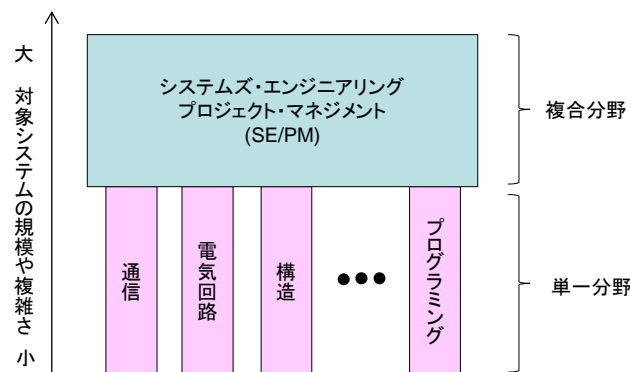 大 対象システムの規模や複雑さ 小
システムズ・エンジニアリング
プロジェクト・マネジメント
(SE/PM)
複合分野
通信
電気回路
構造
●●●
プログラミング
単一分野